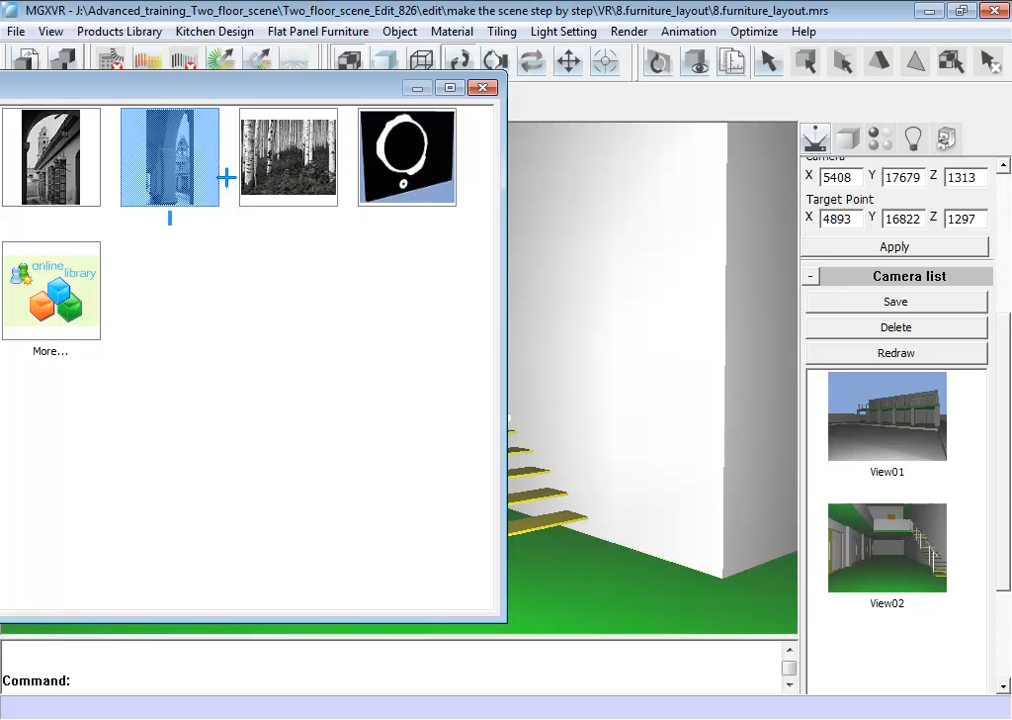 MGXVR - J:\Advanced_training_Two_floor_scene\Two_floor_scene_Edit_826\edit\make the scene step by step\VR\8.furniture_layout\8.furniture_layout.mrs
File View Products Library Kitchen Design Flat Panel Furniture Object Material Tiling Light Setting Render Animation Optimize Help
Camera
X 5408 Y 17679 Z 1313
Target Point
X 4893 Y 16822 Z 1297
Apply
- Camera list
Save
Delete
Redraw
View01
View02
online
library
More...
Command: